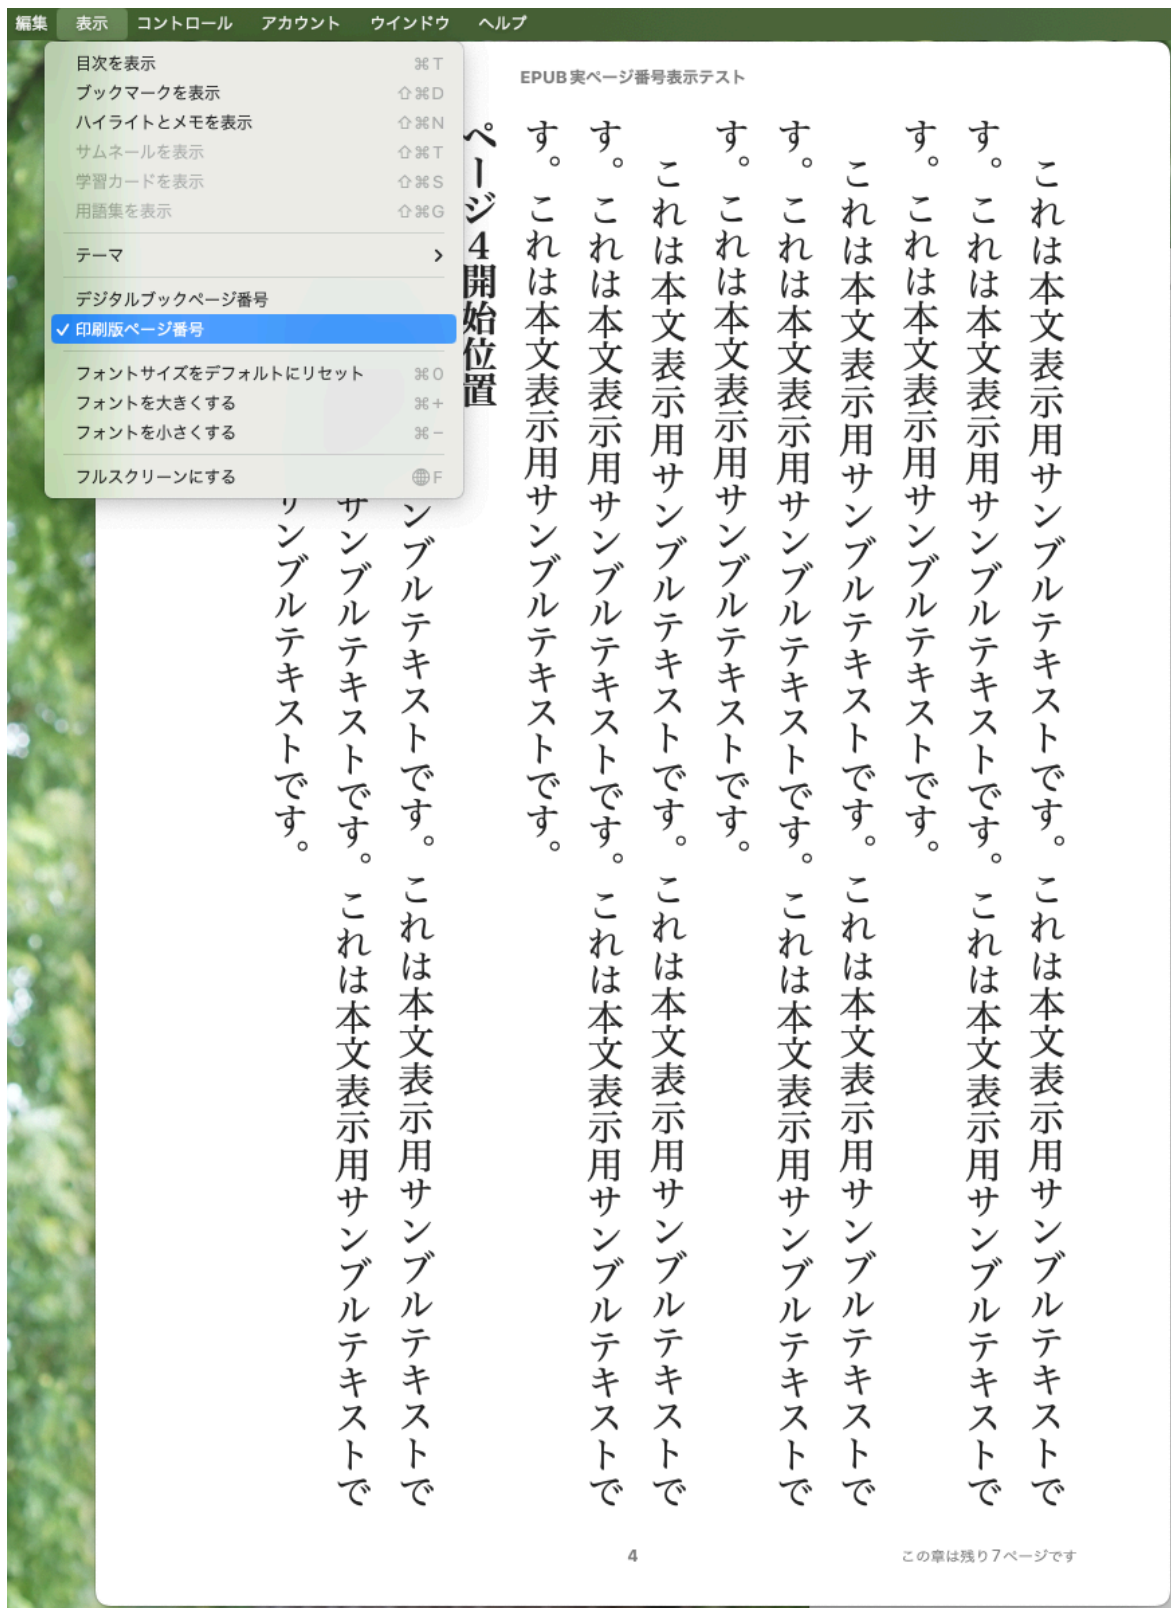 編集 表示 コントロール アカウント ウインドウ ヘルプ
目次を表示 ⌘T
ブックマークを表示 ⇧⌘D
ハイライトとメモを表示 ⇧⌘N
サムネールを表示 ⇧⌘T
学習カードを表示 ⇧⌘S
用語集を表示 ⇧⌘G
テーマ
デジタルブックページ番号
✓印刷版ページ番号
フォントサイズをデフォルトにリセット ⌘0
フォントを大きくする ⌘+
フォントを小さくする ⌘−
フルスクリーンにする F
EPUB実ページ番号表示テスト
これは本文表示用サンプルテキストです。これは本文表示用サンプルテキストで
す。これは本文表示用サンプルテキストです。これは本文表示用サンプルテキストで
す。これは本文表示用サンプルテキストです。
これは本文表示用サンプルテキストです。これは本文表示用サンプルテキストで
す。これは本文表示用サンプルテキストです。これは本文表示用サンプルテキストで
す。これは本文表示用サンプルテキストです。
これは本文表示用サンプルテキストです。これは本文表示用サンプルテキストで
す。これは本文表示用サンプルテキストです。これは本文表示用サンプルテキストで
す。これは本文表示用サンプルテキストです。
ページ4開始位置
ンプルテキストです。これは本文表示用サンプルテキストで
サンプルテキストです。これは本文表示用サンプルテキストで
ンプルテキストです。
4
この章は残り7ページです